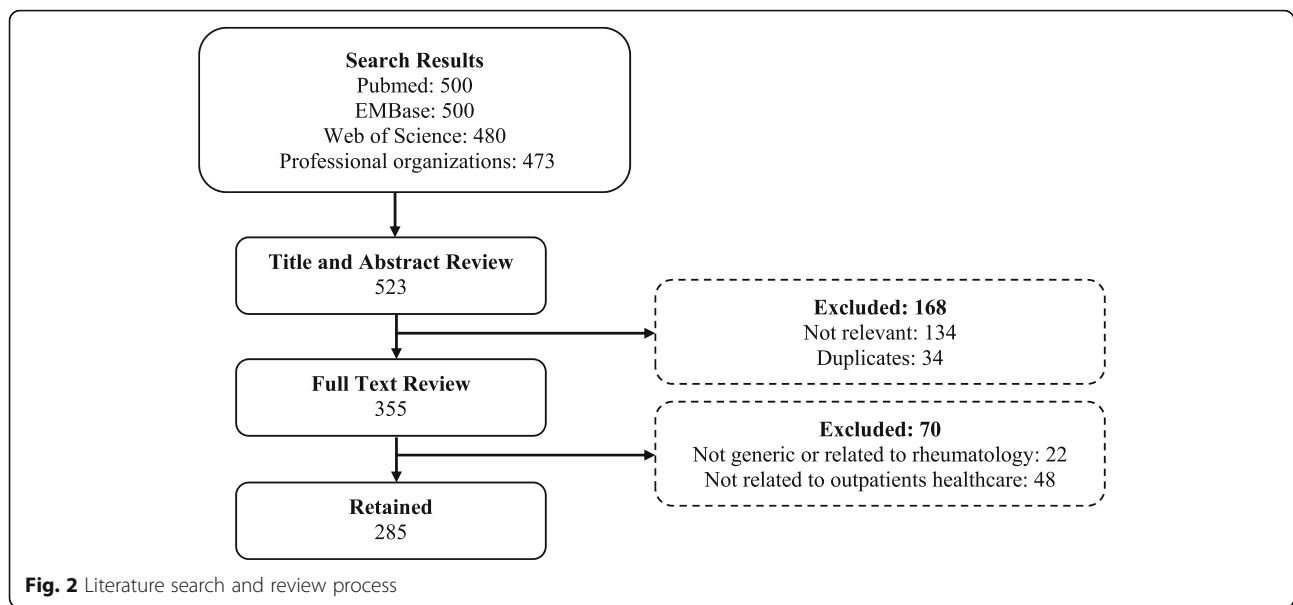 Search Results
Pubmed: 500
EMBase: 500
Web of Science: 480
Professional organizations: 473
Title and Abstract Review
523
Excluded: 168
Not relevant: 134
Duplicates: 34
Full Text Review
355
Excluded: 70
Not generic or related to rheumatology: 22
Not related to outpatients healthcare: 48
Retained
285
Fig. 2 Literature search and review process